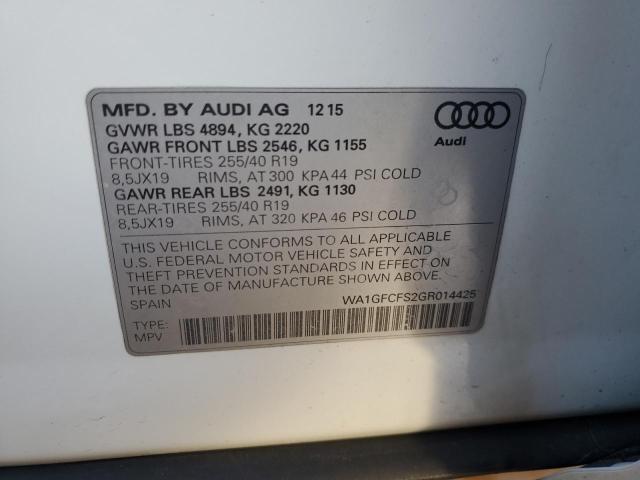 MFD. BY AUDI AG 12 15
GVWR LBS 4894, KG 2220
GAWR FRONT LBS 2546, KG 1155
FRONT-TIRES 255/40 R19
8,5JX19 RIMS, AT 300 KPA 44 PSI COLD
GAWR REAR LBS 2491, KG 1130
REAR-TIRES 255/40 R19
8,5JX19 RIMS, AT 320 KPA 46 PSI COLD
Audi
THIS VEHICLE CONFORMS TO ALL APPLICABLE
U.S. FEDERAL MOTOR VEHICLE SAFETY AND
THEFT PREVENTION STANDARDS IN EFFECT ON
THE DATE OF MANUFACTURE SHOWN ABOVE.
SPAIN WA1GFCFS2GR014425
TYPE:
MPV